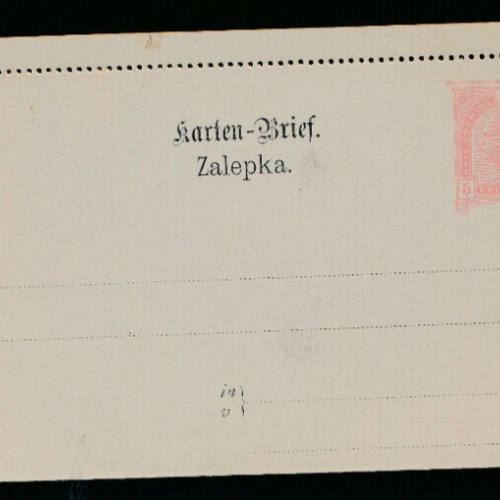 Karten-Brief.
Zalepka.
5
in
v